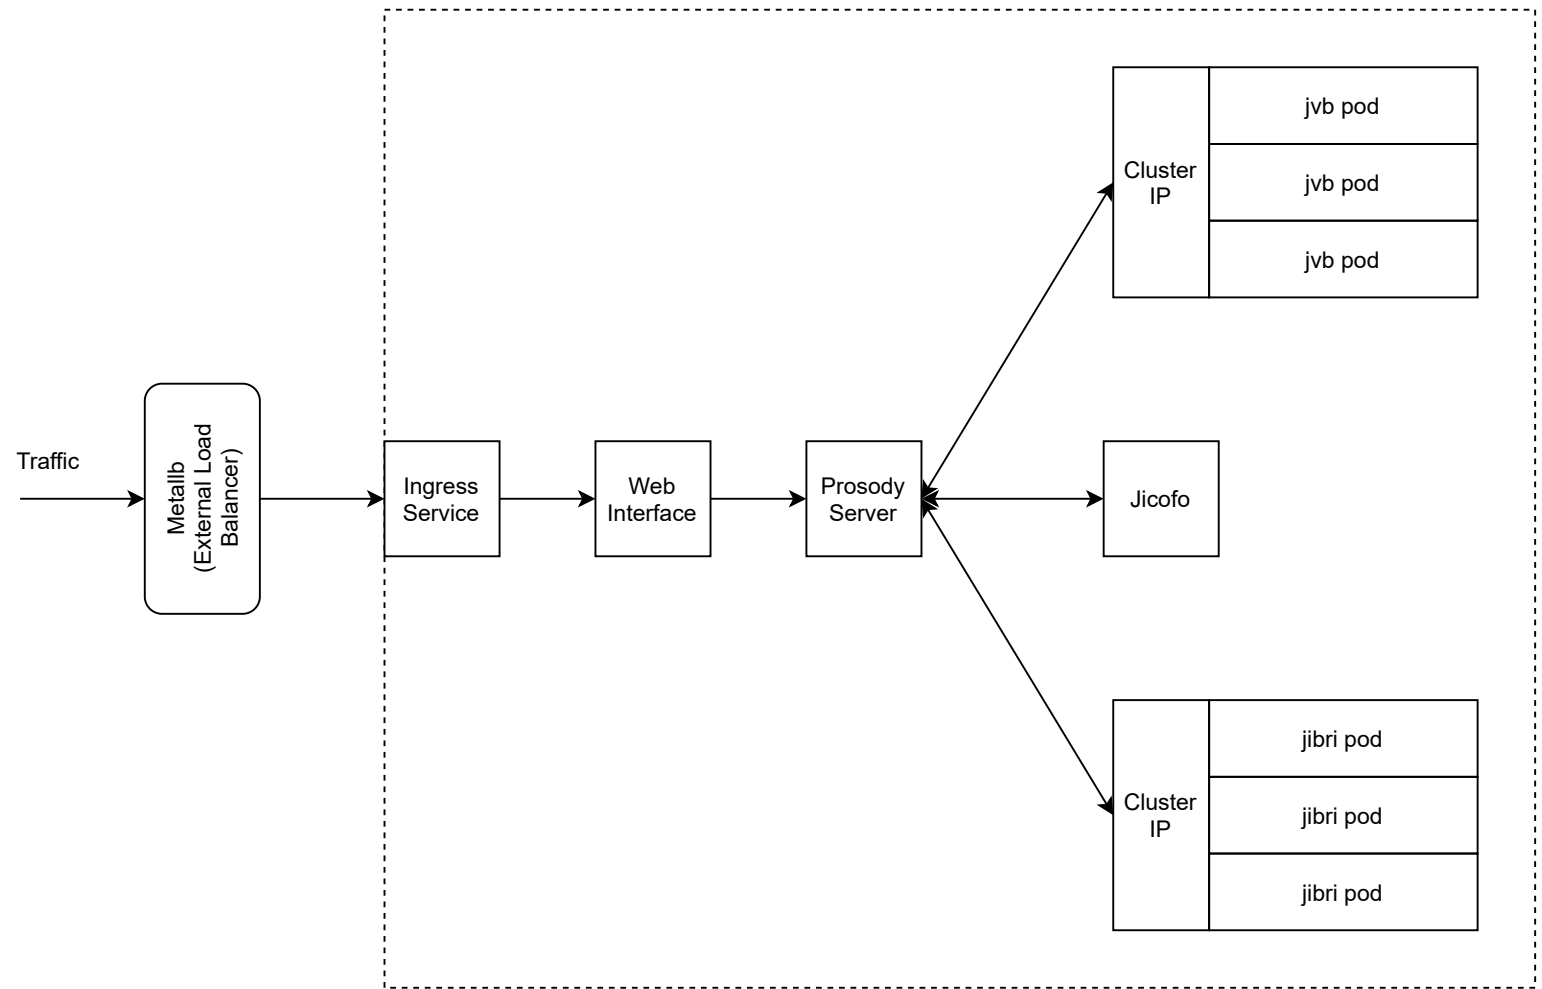 Traffic
Metallb
(External Load
Balancer)
Ingress
Service
Web
Interface
Prosody
Server
Cluster
IP
jvb pod
jvb pod
jvb pod
Jicofo
Cluster
IP
jibri pod
jibri pod
jibri pod